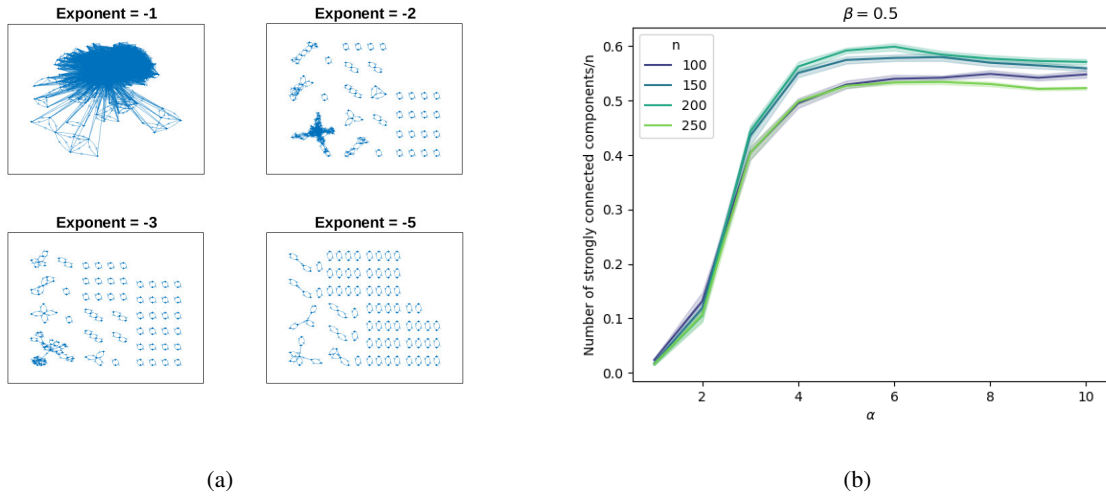 Exponent = -1
Exponent = -2
Exponent = -3
Exponent = -5
(a)
β = 0.5
n
100
150
200
250
Number of strongly connected components/n
0.6
0.5
0.4
0.3
0.2
0.1
0.0
2
4
6
8
10
α
(b)